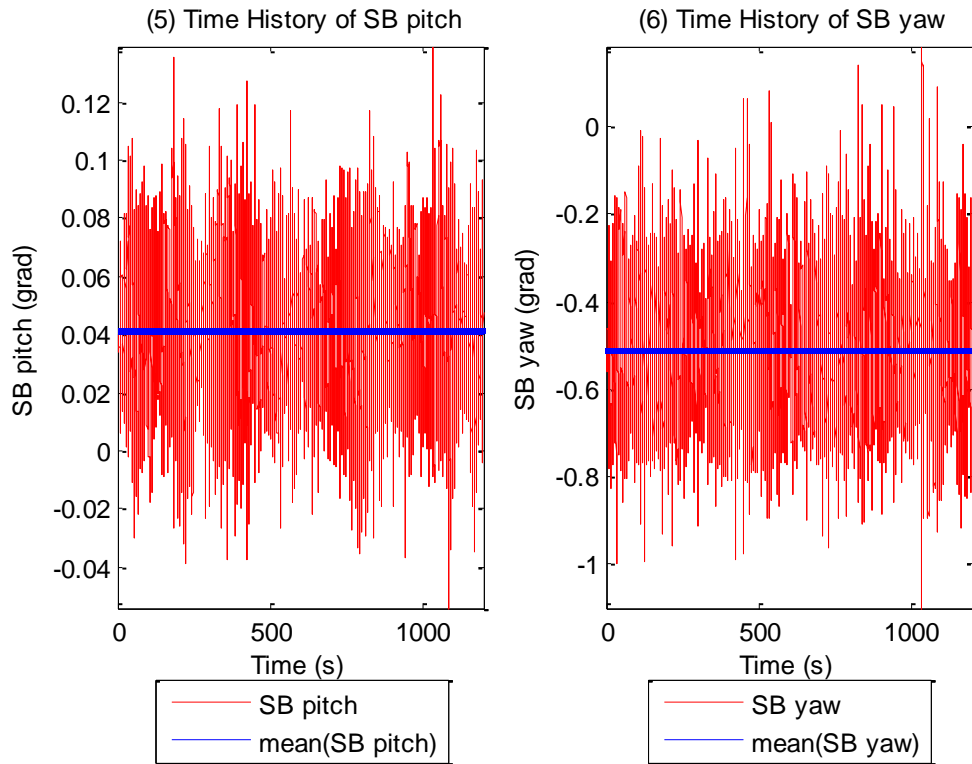 (5) Time History of SB pitch
0.12
0.1
0.08
0.06
0.04
0.02
0
-0.02
-0.04
SB pitch (grad)
0
500
1000
Time (s)
SB pitch
mean(SB pitch)
(6) Time History of SB yaw
0
-0.2
-0.4
-0.6
-0.8
-1
SB yaw (grad)
0
500
1000
Time (s)
SB yaw
mean(SB yaw)